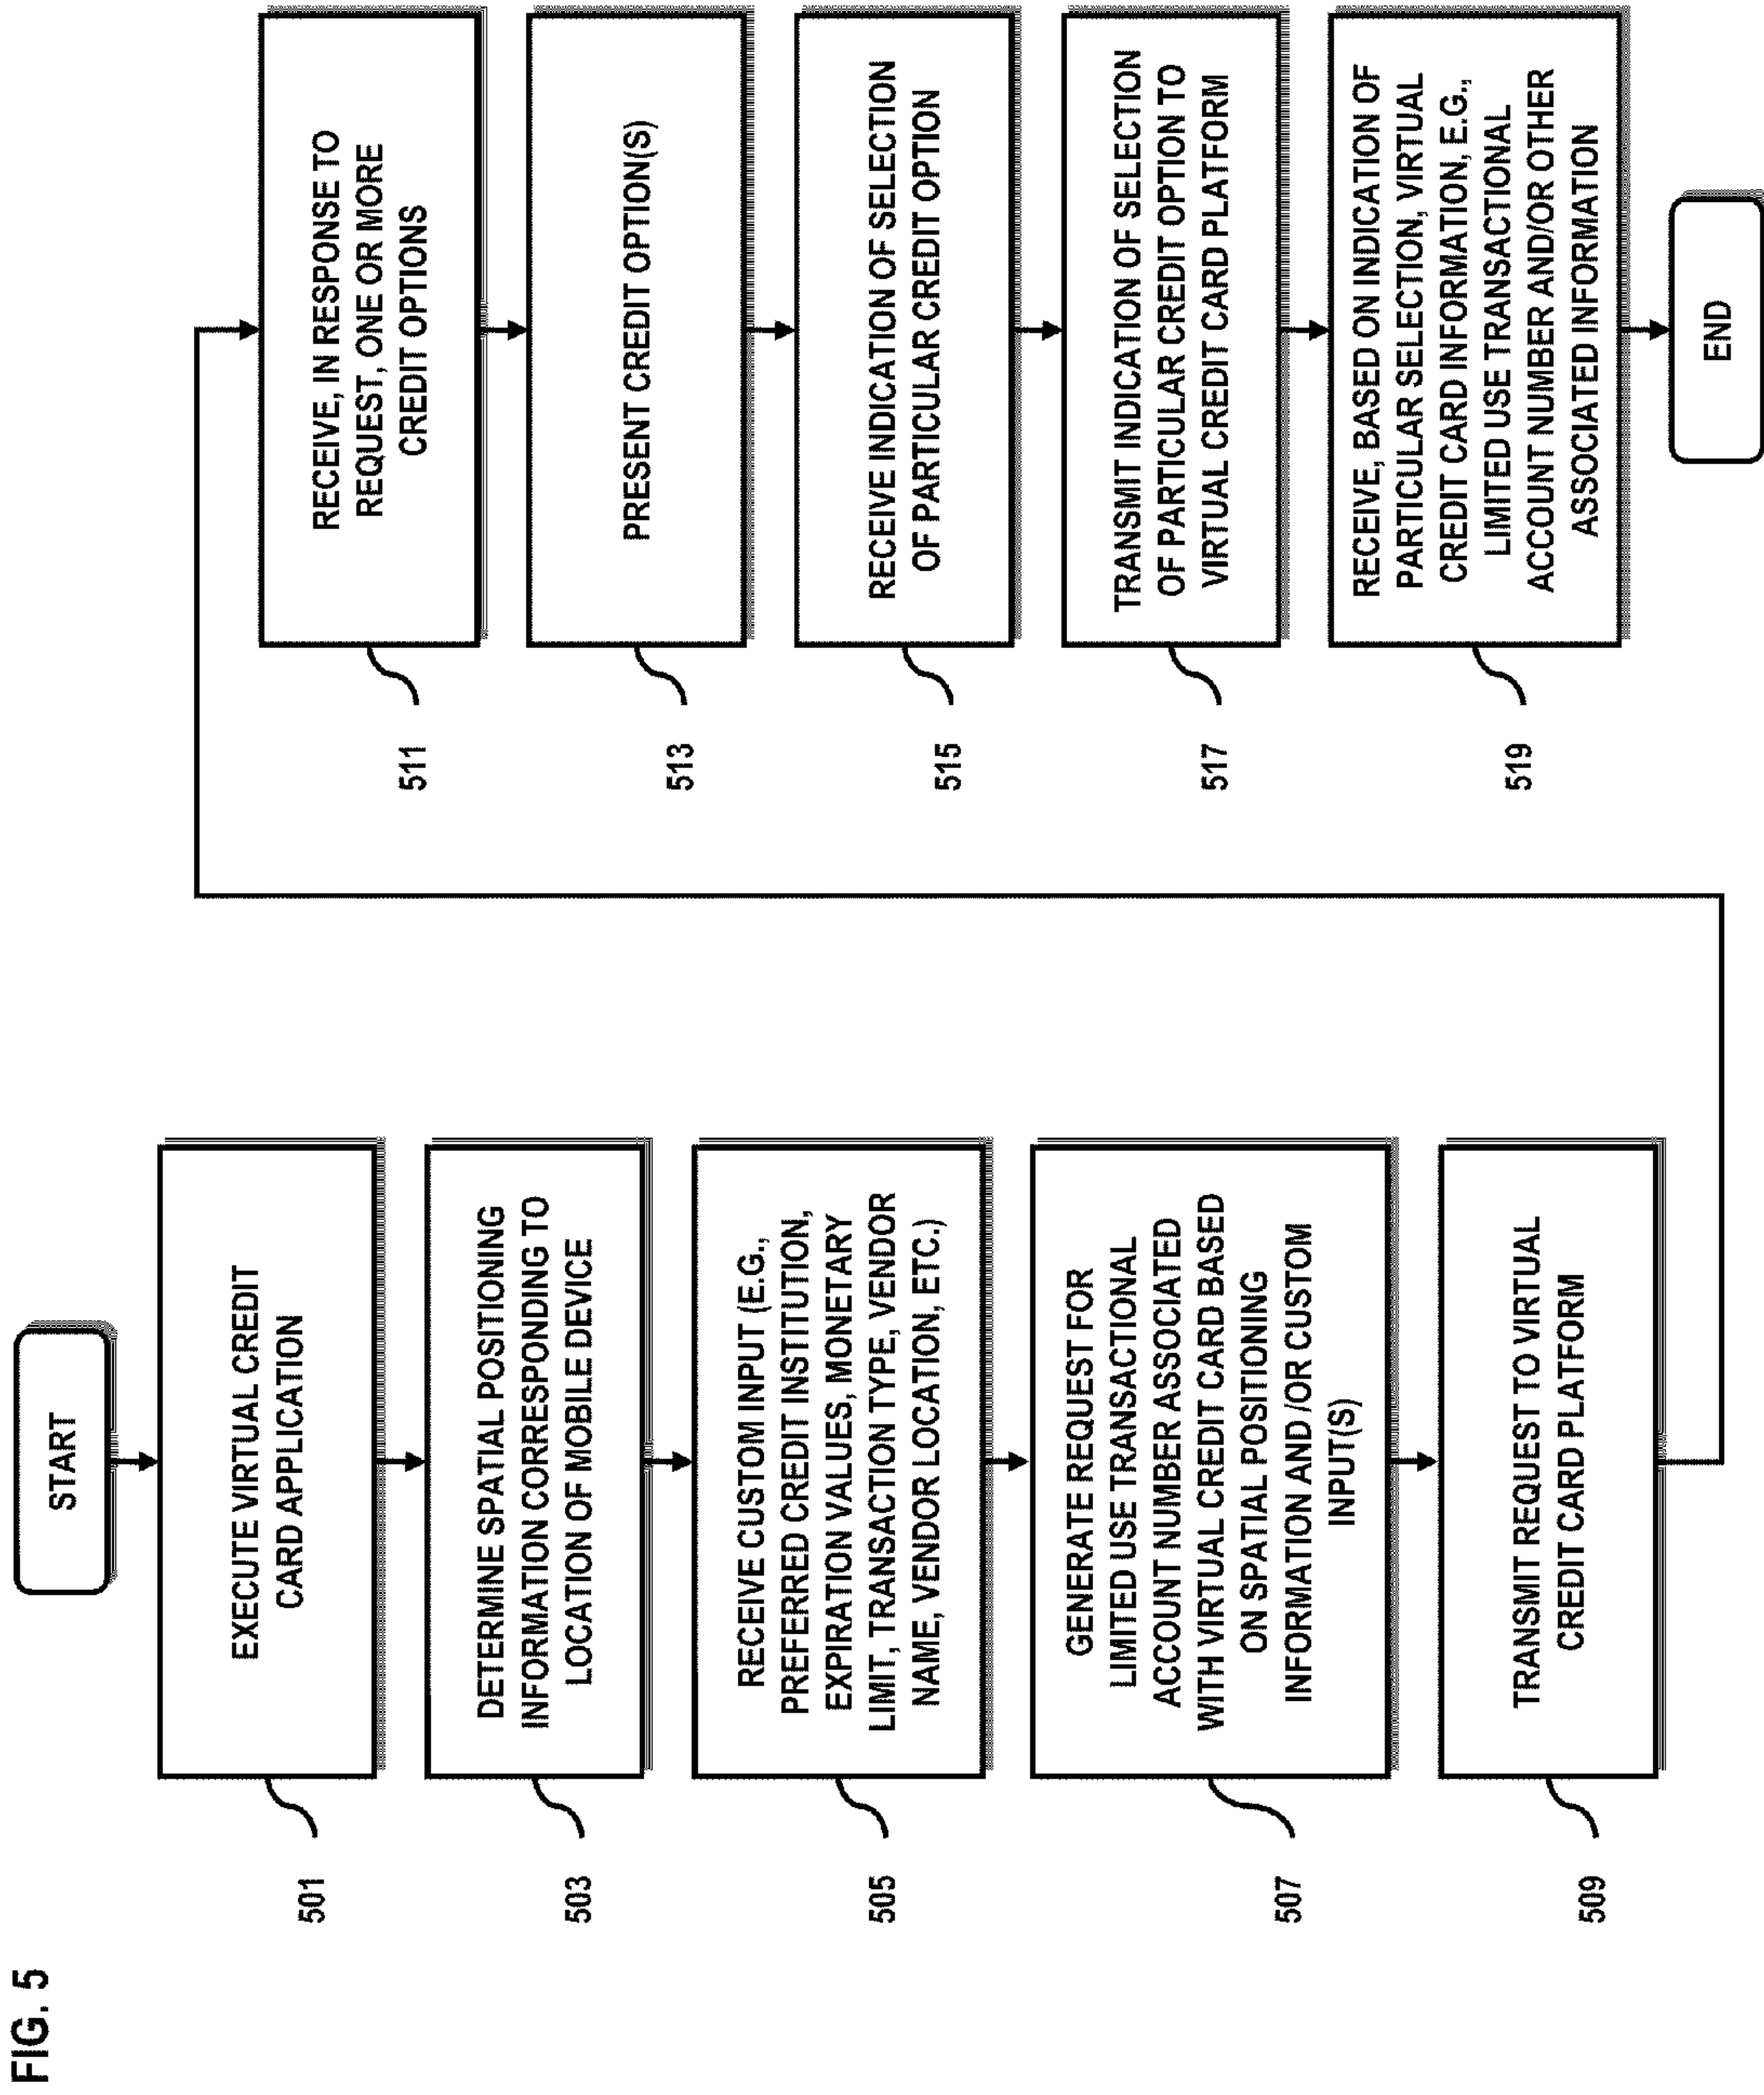 FIG. 5
START
501
EXECUTE VIRTUAL CREDIT
CARD APPLICATION
503
DETERMINE SPATIAL POSITIONING
INFORMATION CORRESPONDING TO
LOCATION OF MOBILE DEVICE
505
RECEIVE CUSTOM INPUT (E.G.,
PREFERRED CREDIT INSTITUTION,
EXPIRATION VALUES, MONETARY
LIMIT, TRANSACTION TYPE, VENDOR
NAME, VENDOR LOCATION, ETC.)
507
GENERATE REQUEST FOR
LIMITED USE TRANSACTIONAL
ACCOUNT NUMBER ASSOCIATED
WITH VIRTUAL CREDIT CARD BASED
ON SPATIAL POSITIONING
INFORMATION AND /OR CUSTOM
INPUT(S)
509
TRANSMIT REQUEST TO VIRTUAL
CREDIT CARD PLATFORM
511
RECEIVE, IN RESPONSE TO
REQUEST, ONE OR MORE
CREDIT OPTIONS
513
PRESENT CREDIT OPTION(S)
515
RECEIVE INDICATION OF SELECTION
OF PARTICULAR CREDIT OPTION
517
TRANSMIT INDICATION OF SELECTION
OF PARTICULAR CREDIT OPTION TO
VIRTUAL CREDIT CARD PLATFORM
519
RECEIVE, BASED ON INDICATION OF
PARTICULAR SELECTION, VIRTUAL
CREDIT CARD INFORMATION, E.G.,
LIMITED USE TRANSACTIONAL
ACCOUNT NUMBER AND/OR OTHER
ASSOCIATED INFORMATION
END